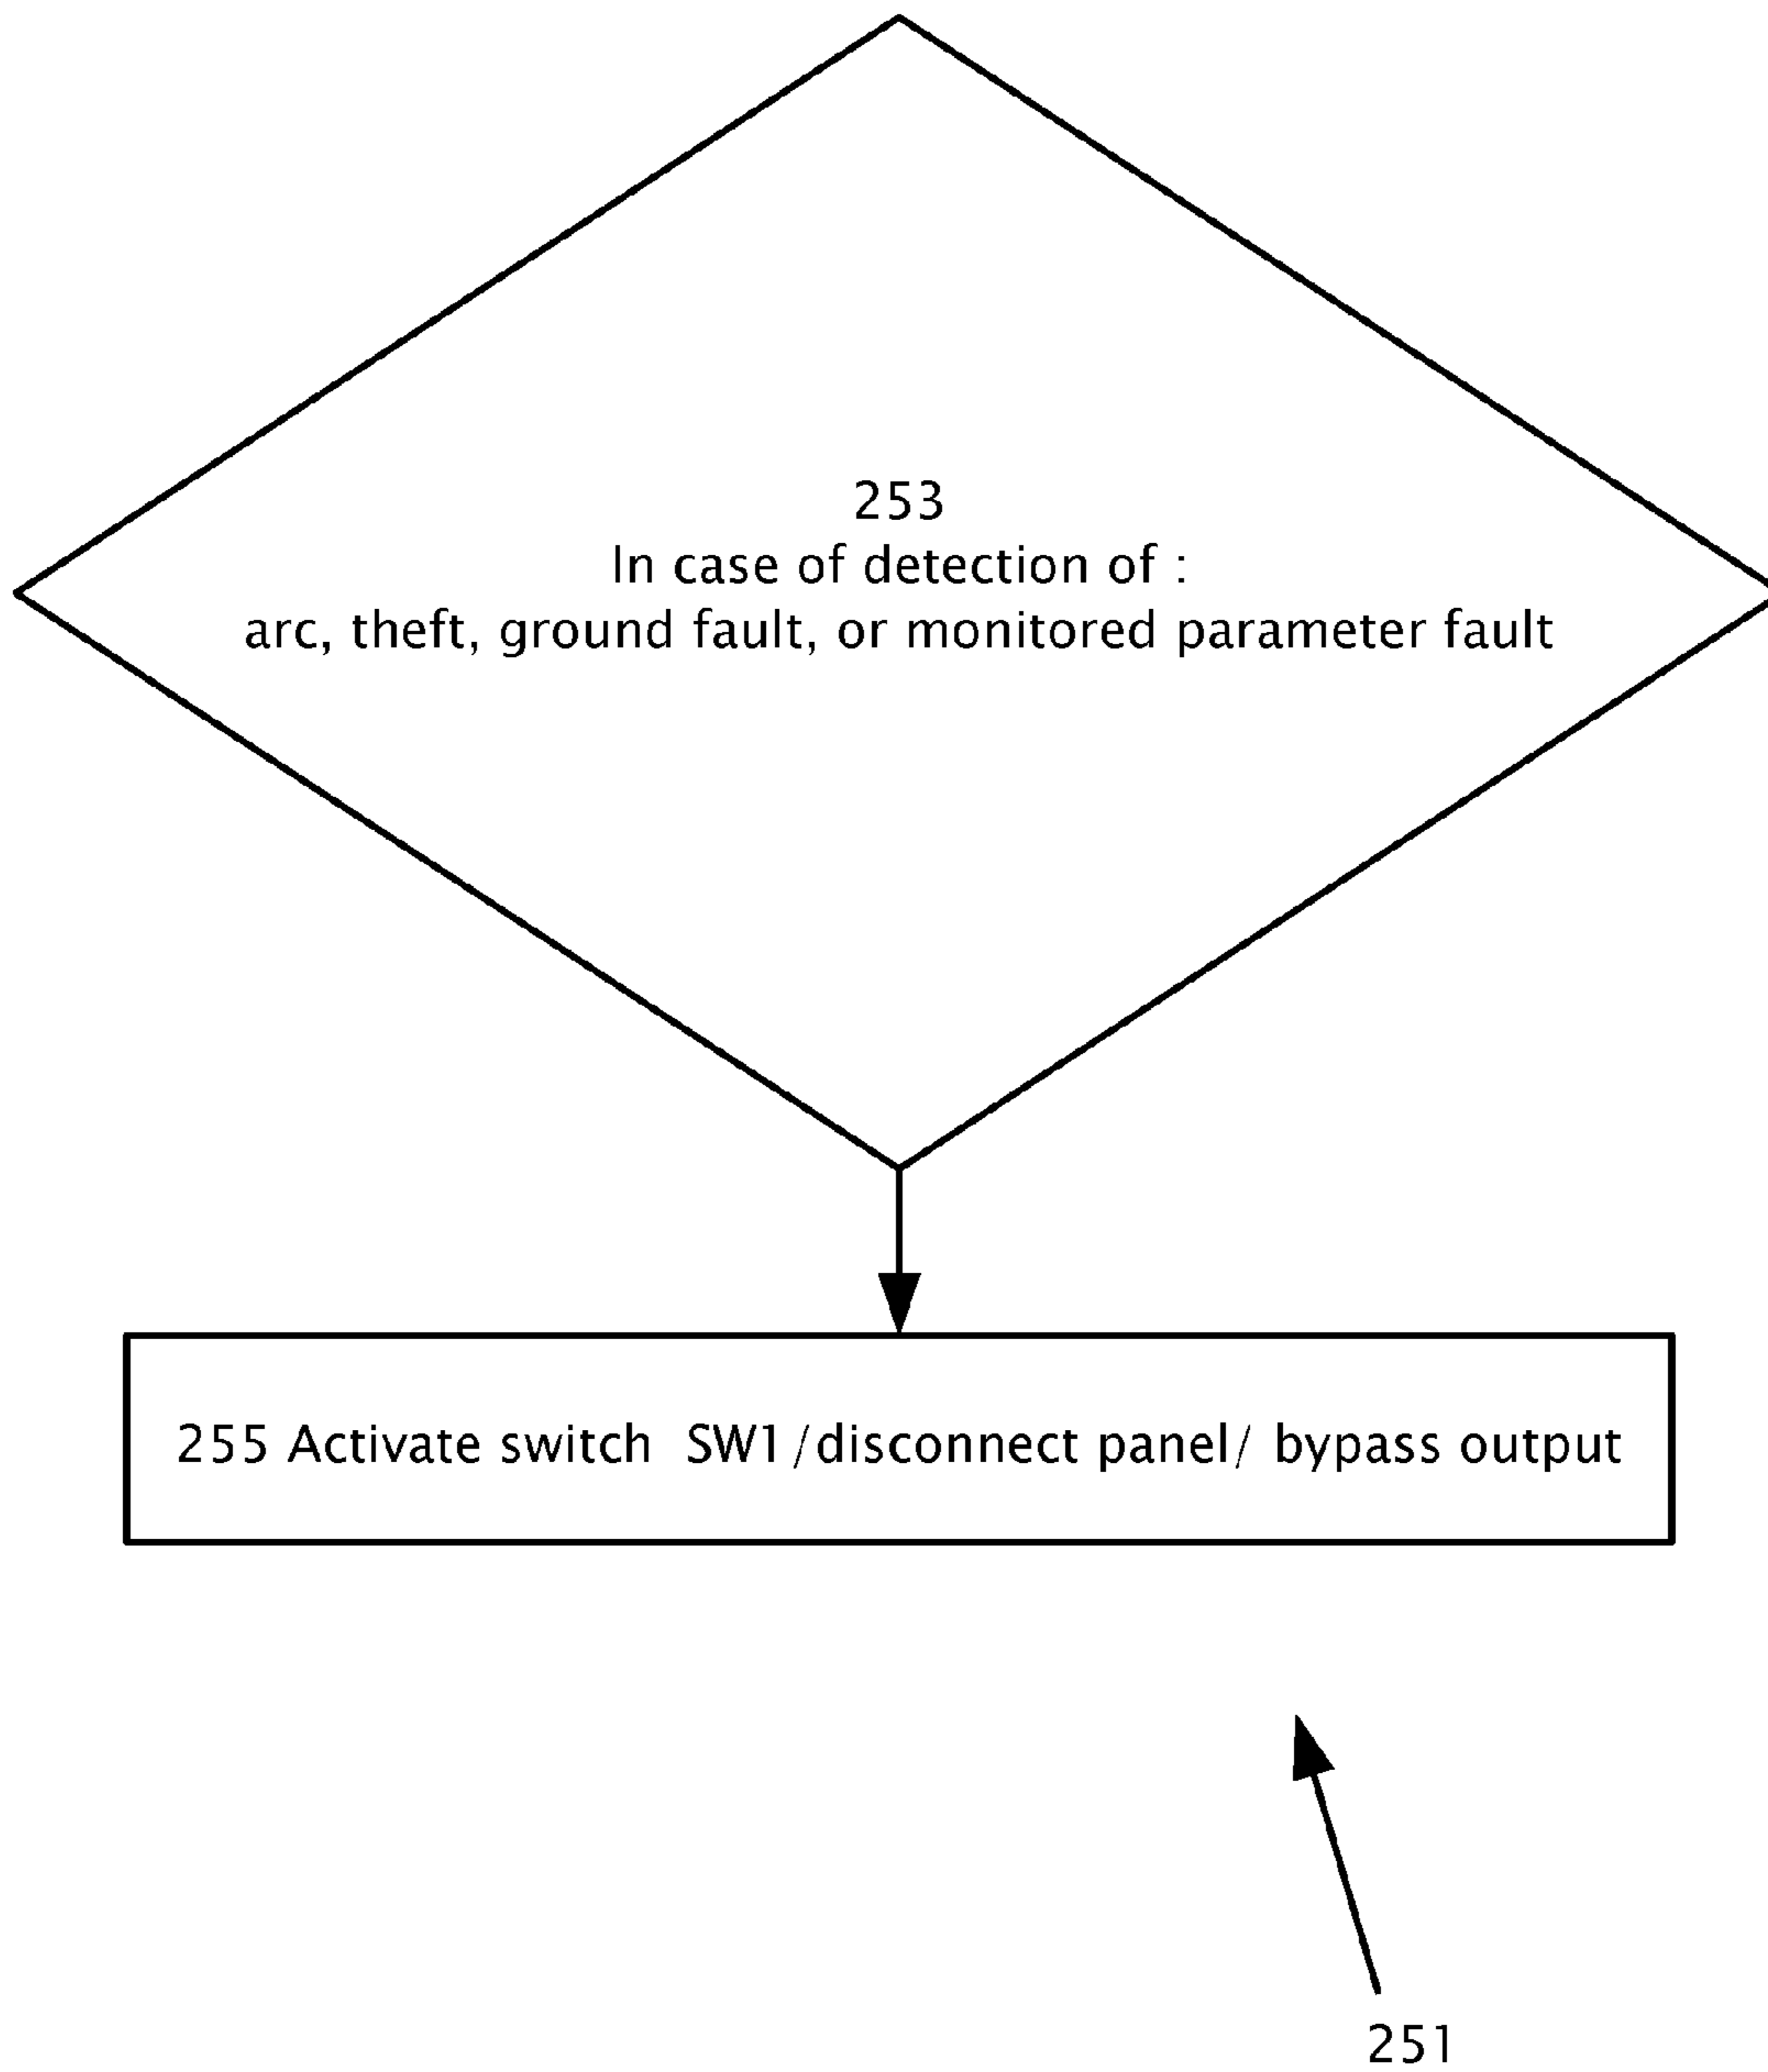 253
In case of detection of :
arc, theft, ground fault, or monitored parameter fault
255 Activate switch SW1 /disconnect panel/ bypass output
251